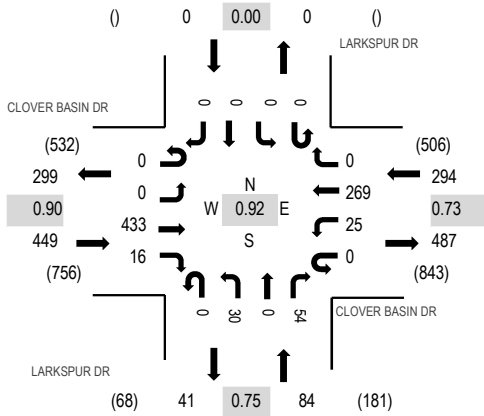 () 0 0.00 0 ()
LARKSPUR DR
CLOVER BASIN DR
0 0 0 0
(532) (506)
0 0
299 294
N
0 269
0.90 W 0.92 E 0.73
433 25
449 S 487
16 0
(756) (843)
0 30 0 54
CLOVER BASIN DR
LARKSPUR DR
(68) 41 0.75 84 (181)